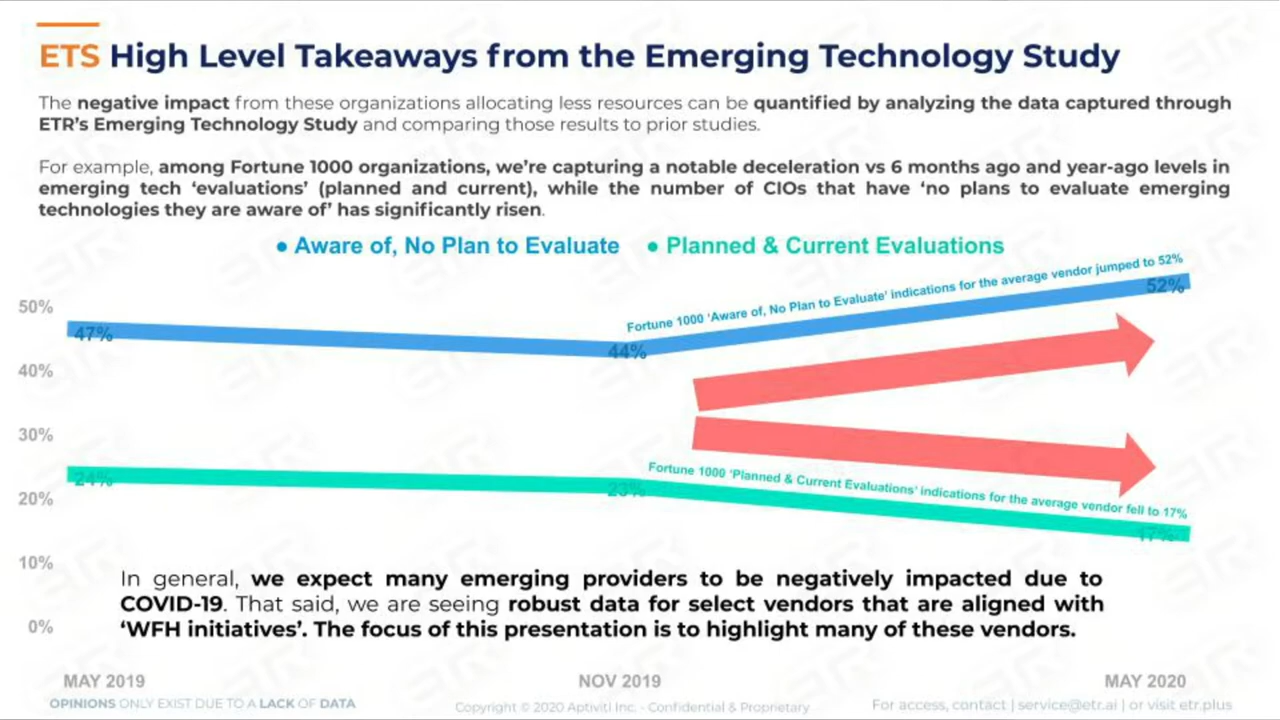 ETS High Level Takeaways from the Emerging Technology Study
The negative impact from these organizations allocating less resources can be quantified by analyzing the data captured through
ETR’s Emerging Technology Study and comparing those results to prior studies.
For example, among Fortune 1000 organizations, we’re capturing a notable deceleration vs 6 months ago and year-ago levels in
emerging tech ‘evaluations’ (planned and current), while the number of CIOs that have ‘no plans to evaluate emerging
technologies they are aware of’ has significantly risen.
● Aware of, No Plan to Evaluate ● Planned & Current Evaluations
Fortune 1000 ‘Aware of, No Plan to Evaluate’ indications for the average vendor jumped to 52%
52%
50%
47%
44%
40%
30%
Fortune 1000 ‘Planned & Current Evaluations’ indications for the average vendor fell to 17%
24%
23%
20%
17%
10%
In general, we expect many emerging providers to be negatively impacted due to
COVID-19. That said, we are seeing robust data for select vendors that are aligned with
‘WFH initiatives’. The focus of this presentation is to highlight many of these vendors.
0%
MAY 2019 NOV 2019 MAY 2020
OPINIONS ONLY EXIST DUE TO A LACK OF DATA
Copyright © 2020 Aptiviti Inc. - Confidential & Proprietary
For access, contact | service@etr.ai | or visit etr.plus